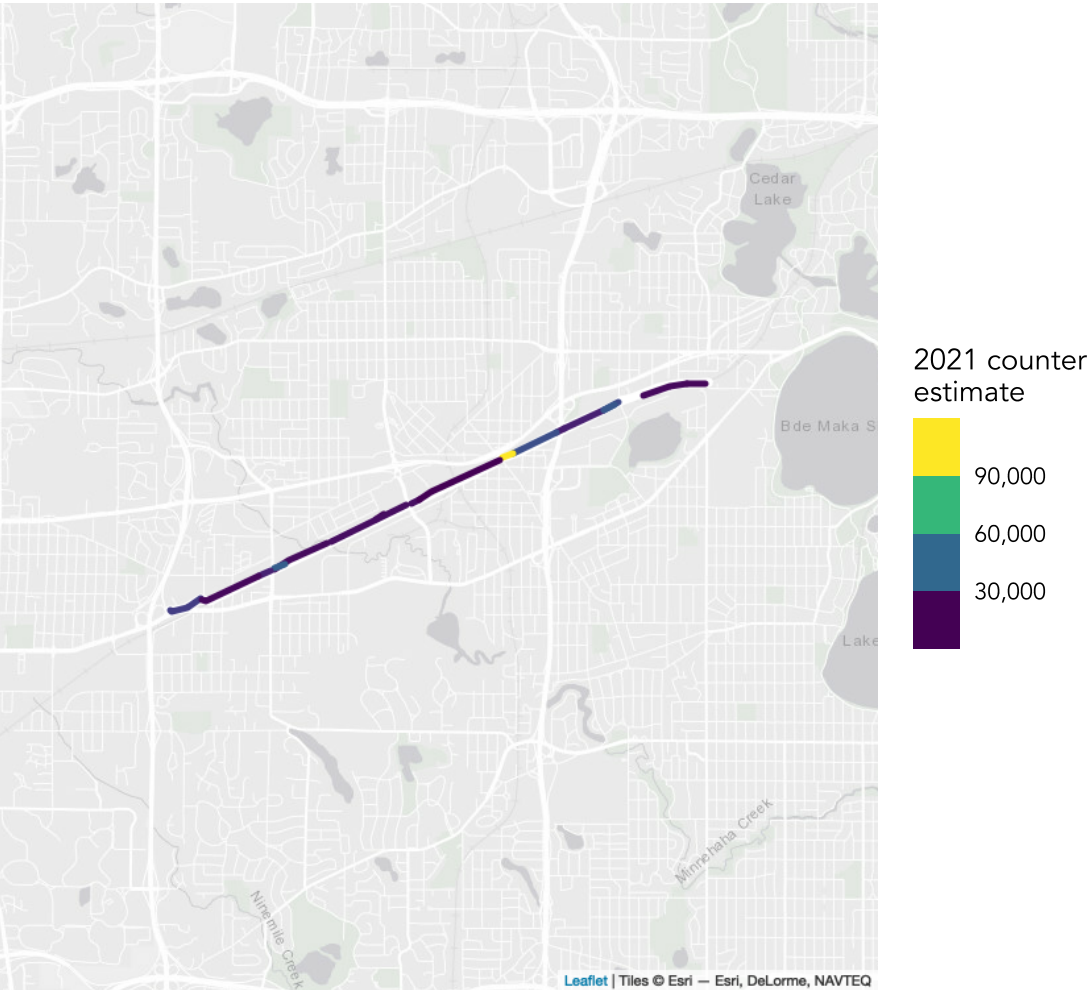 Cedar
Lake
2021 counter
estimate
Bde Maka S
90,000
60,000
30,000
Lake
Minnehaha Creek
Ninemile Creek
Leaflet | Tiles © Esri — Esri, DeLorme, NAVTEQ